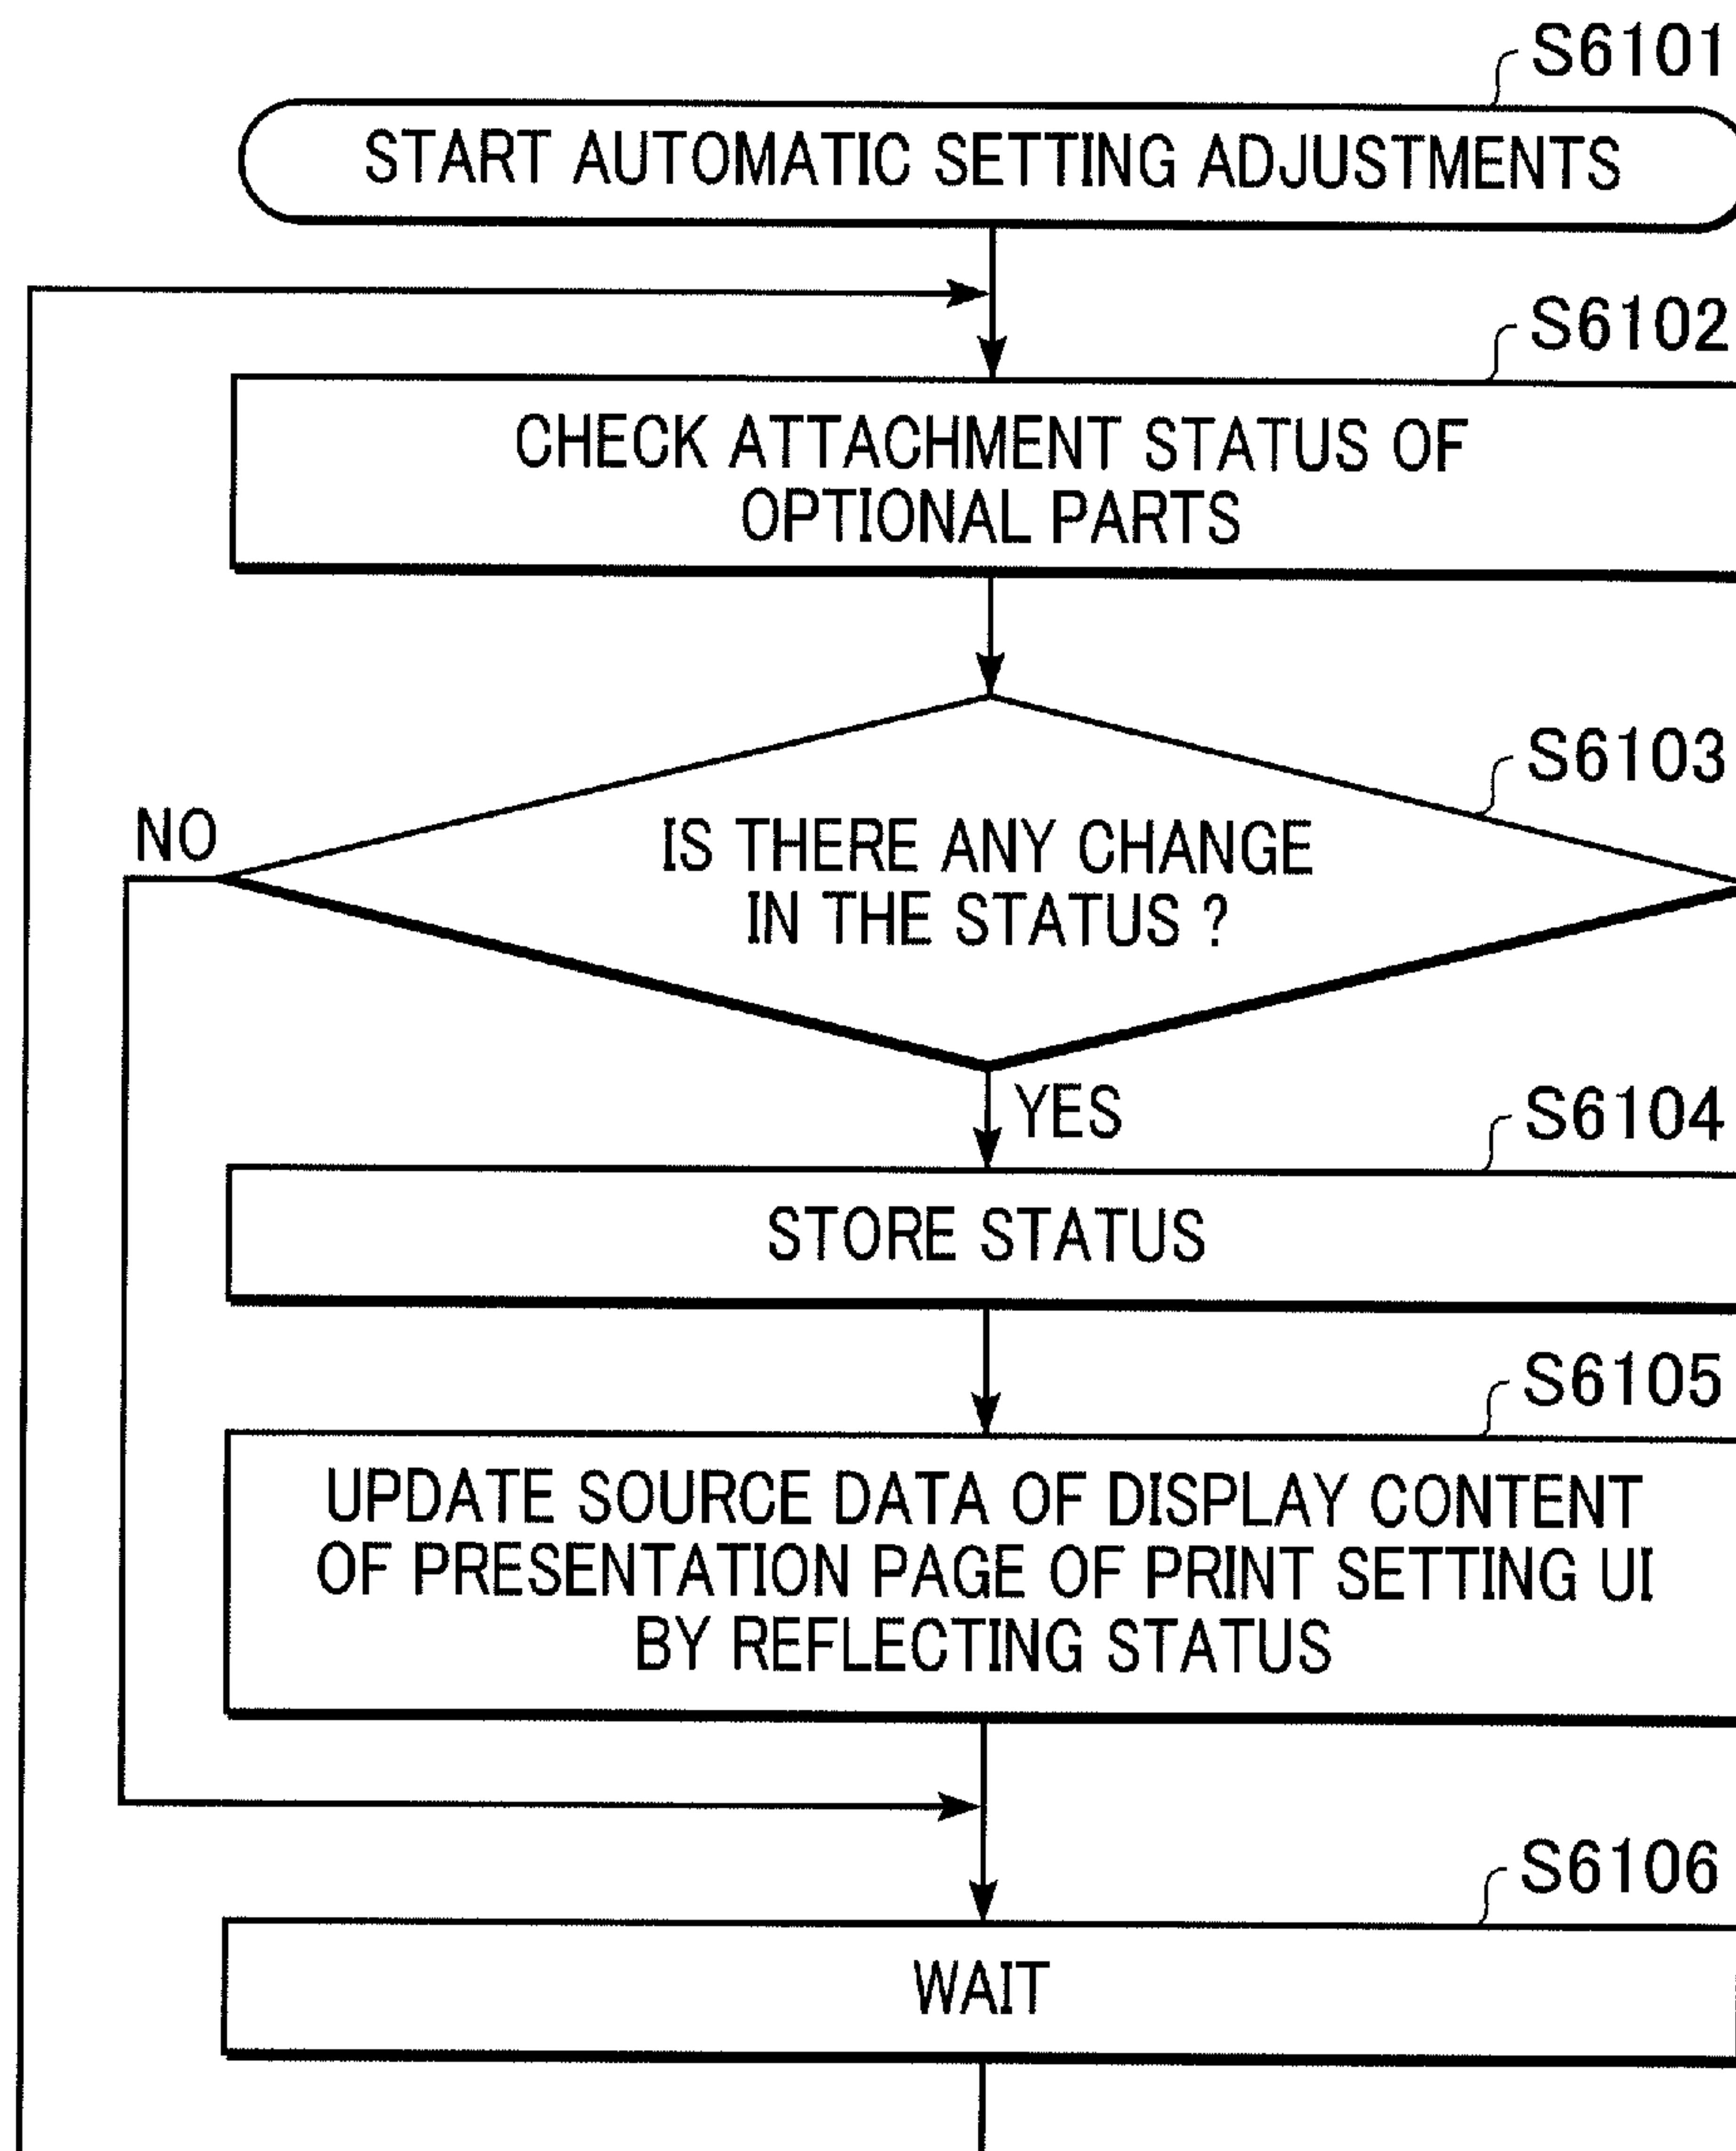 S6101
START AUTOMATIC SETTING ADJUSTMENTS
S6102
CHECK ATTACHMENT STATUS OF
OPTIONAL PARTS
S6103
NO
IS THERE ANY CHANGE
IN THE STATUS ?
YES
S6104
STORE STATUS
S6105
UPDATE SOURCE DATA OF DISPLAY CONTENT
OF PRESENTATION PAGE OF PRINT SETTING UI
BY REFLECTING STATUS
S6106
WAIT